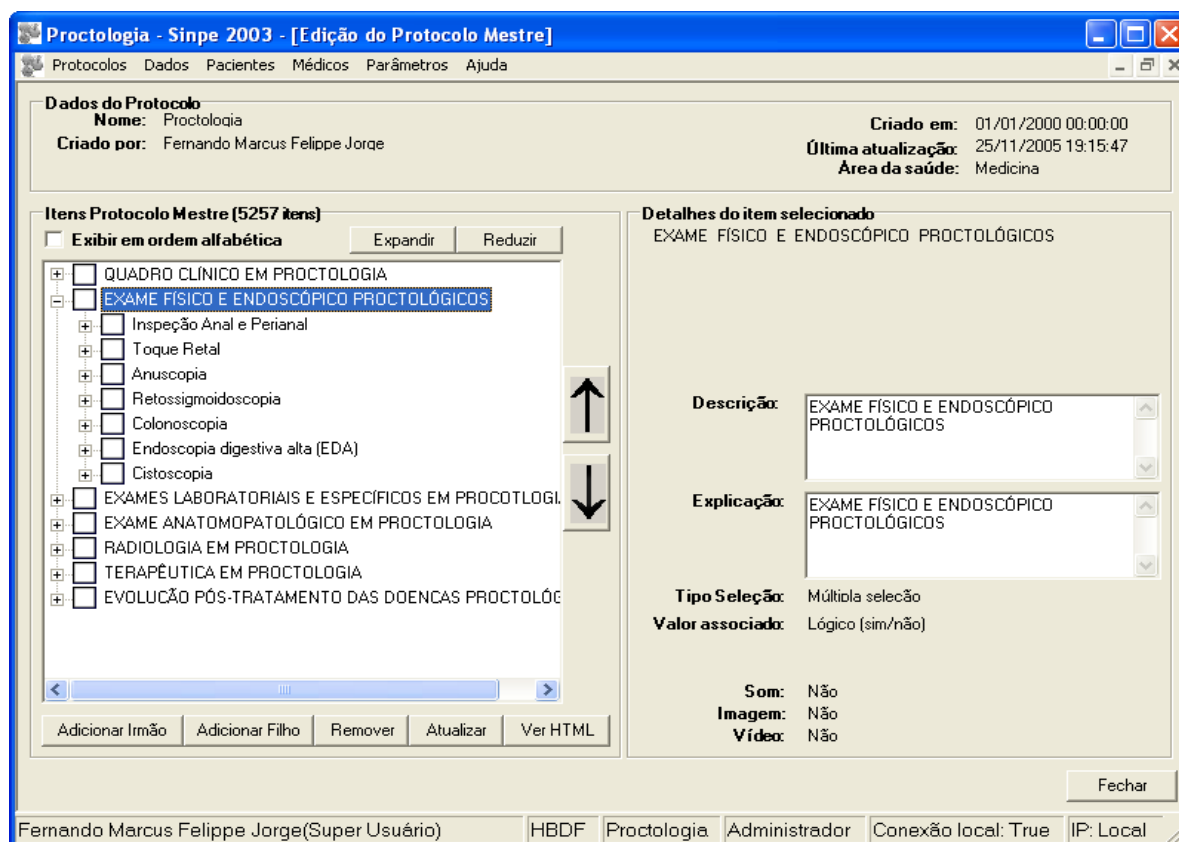 Proctologia - Sinpe 2003 - [Edição do Protocolo Mestre]
Protocolos Dados Pacientes Médicos Parâmetros Ajuda
Dados do Protocolo
Nome: Proctologia
Criado por: Fernando Marcus Felippe Jorge
Criado em: 01/01/2000 00:00:00
Última atualização: 25/11/2005 19:15:47
Área da saúde: Medicina
Itens Protocolo Mestre (5257 itens)
Exibir em ordem alfabética
Expandir
Reduzir
QUADRO CLÍNICO EM PROCTOLOGIA
EXAME FÍSICO E ENDOSCÓPICO PROCTOLÓGICOS
Inspeção Anal e Perianal
Toque Retal
Anuscopia
Retossigmoidoscopia
Colonoscopia
Endoscopia digestiva alta (EDA)
Cistoscopia
EXAMES LABORATORIAIS E ESPECÍFICOS EM PROCOTLOGI
EXAME ANATOMOPATOLÓGICO EM PROCTOLOGIA
RADIOLOGIA EM PROCTOLOGIA
TERAPÊUTICA EM PROCTOLOGIA
EVOLUCÃO PÓS-TRATAMENTO DAS DOENCAS PROCTOLÓG
Adicionar Irmão
Adicionar Filho
Remover
Atualizar
Ver HTML
Detalhes do item selecionado
EXAME FÍSICO E ENDOSCÓPICO PROCTOLÓGICOS
Descrição:
EXAME FÍSICO E ENDOSCÓPICO
PROCTOLÓGICOS
Explicação:
EXAME FÍSICO E ENDOSCÓPICO
PROCTOLÓGICOS
Tipo Seleção: Múltipla selecão
Valor associado: Lógico (sim/não)
Som: Não
Imagem: Não
Vídeo: Não
Fechar
Fernando Marcus Felippe Jorge(Super Usuário) HBDF Proctologia Administrador Conexão local: True IP: Local